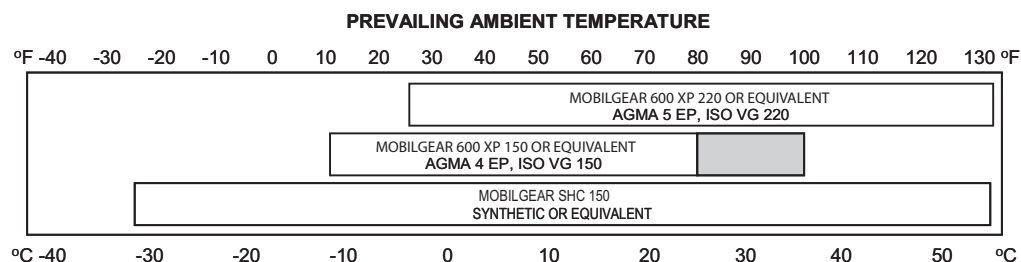 PREVAILING AMBIENT TEMPERATURE
ºF -40 -30 -20 -10 0 10 20 30 40 50 60 70 80 90 100 110 120 130 ºF
MOBILGEAR 600 XP 220 OR EQUIVALENT
AGMA 5 EP, ISO VG 220
MOBILGEAR 600 XP 150 OR EQUIVALENT
AGMA 4 EP, ISO VG 150
MOBILGEAR SHC 150
SYNTHETIC OR EQUIVALENT
ºC -40 -30 -20 -10 0 10 20 30 40 50 ºC